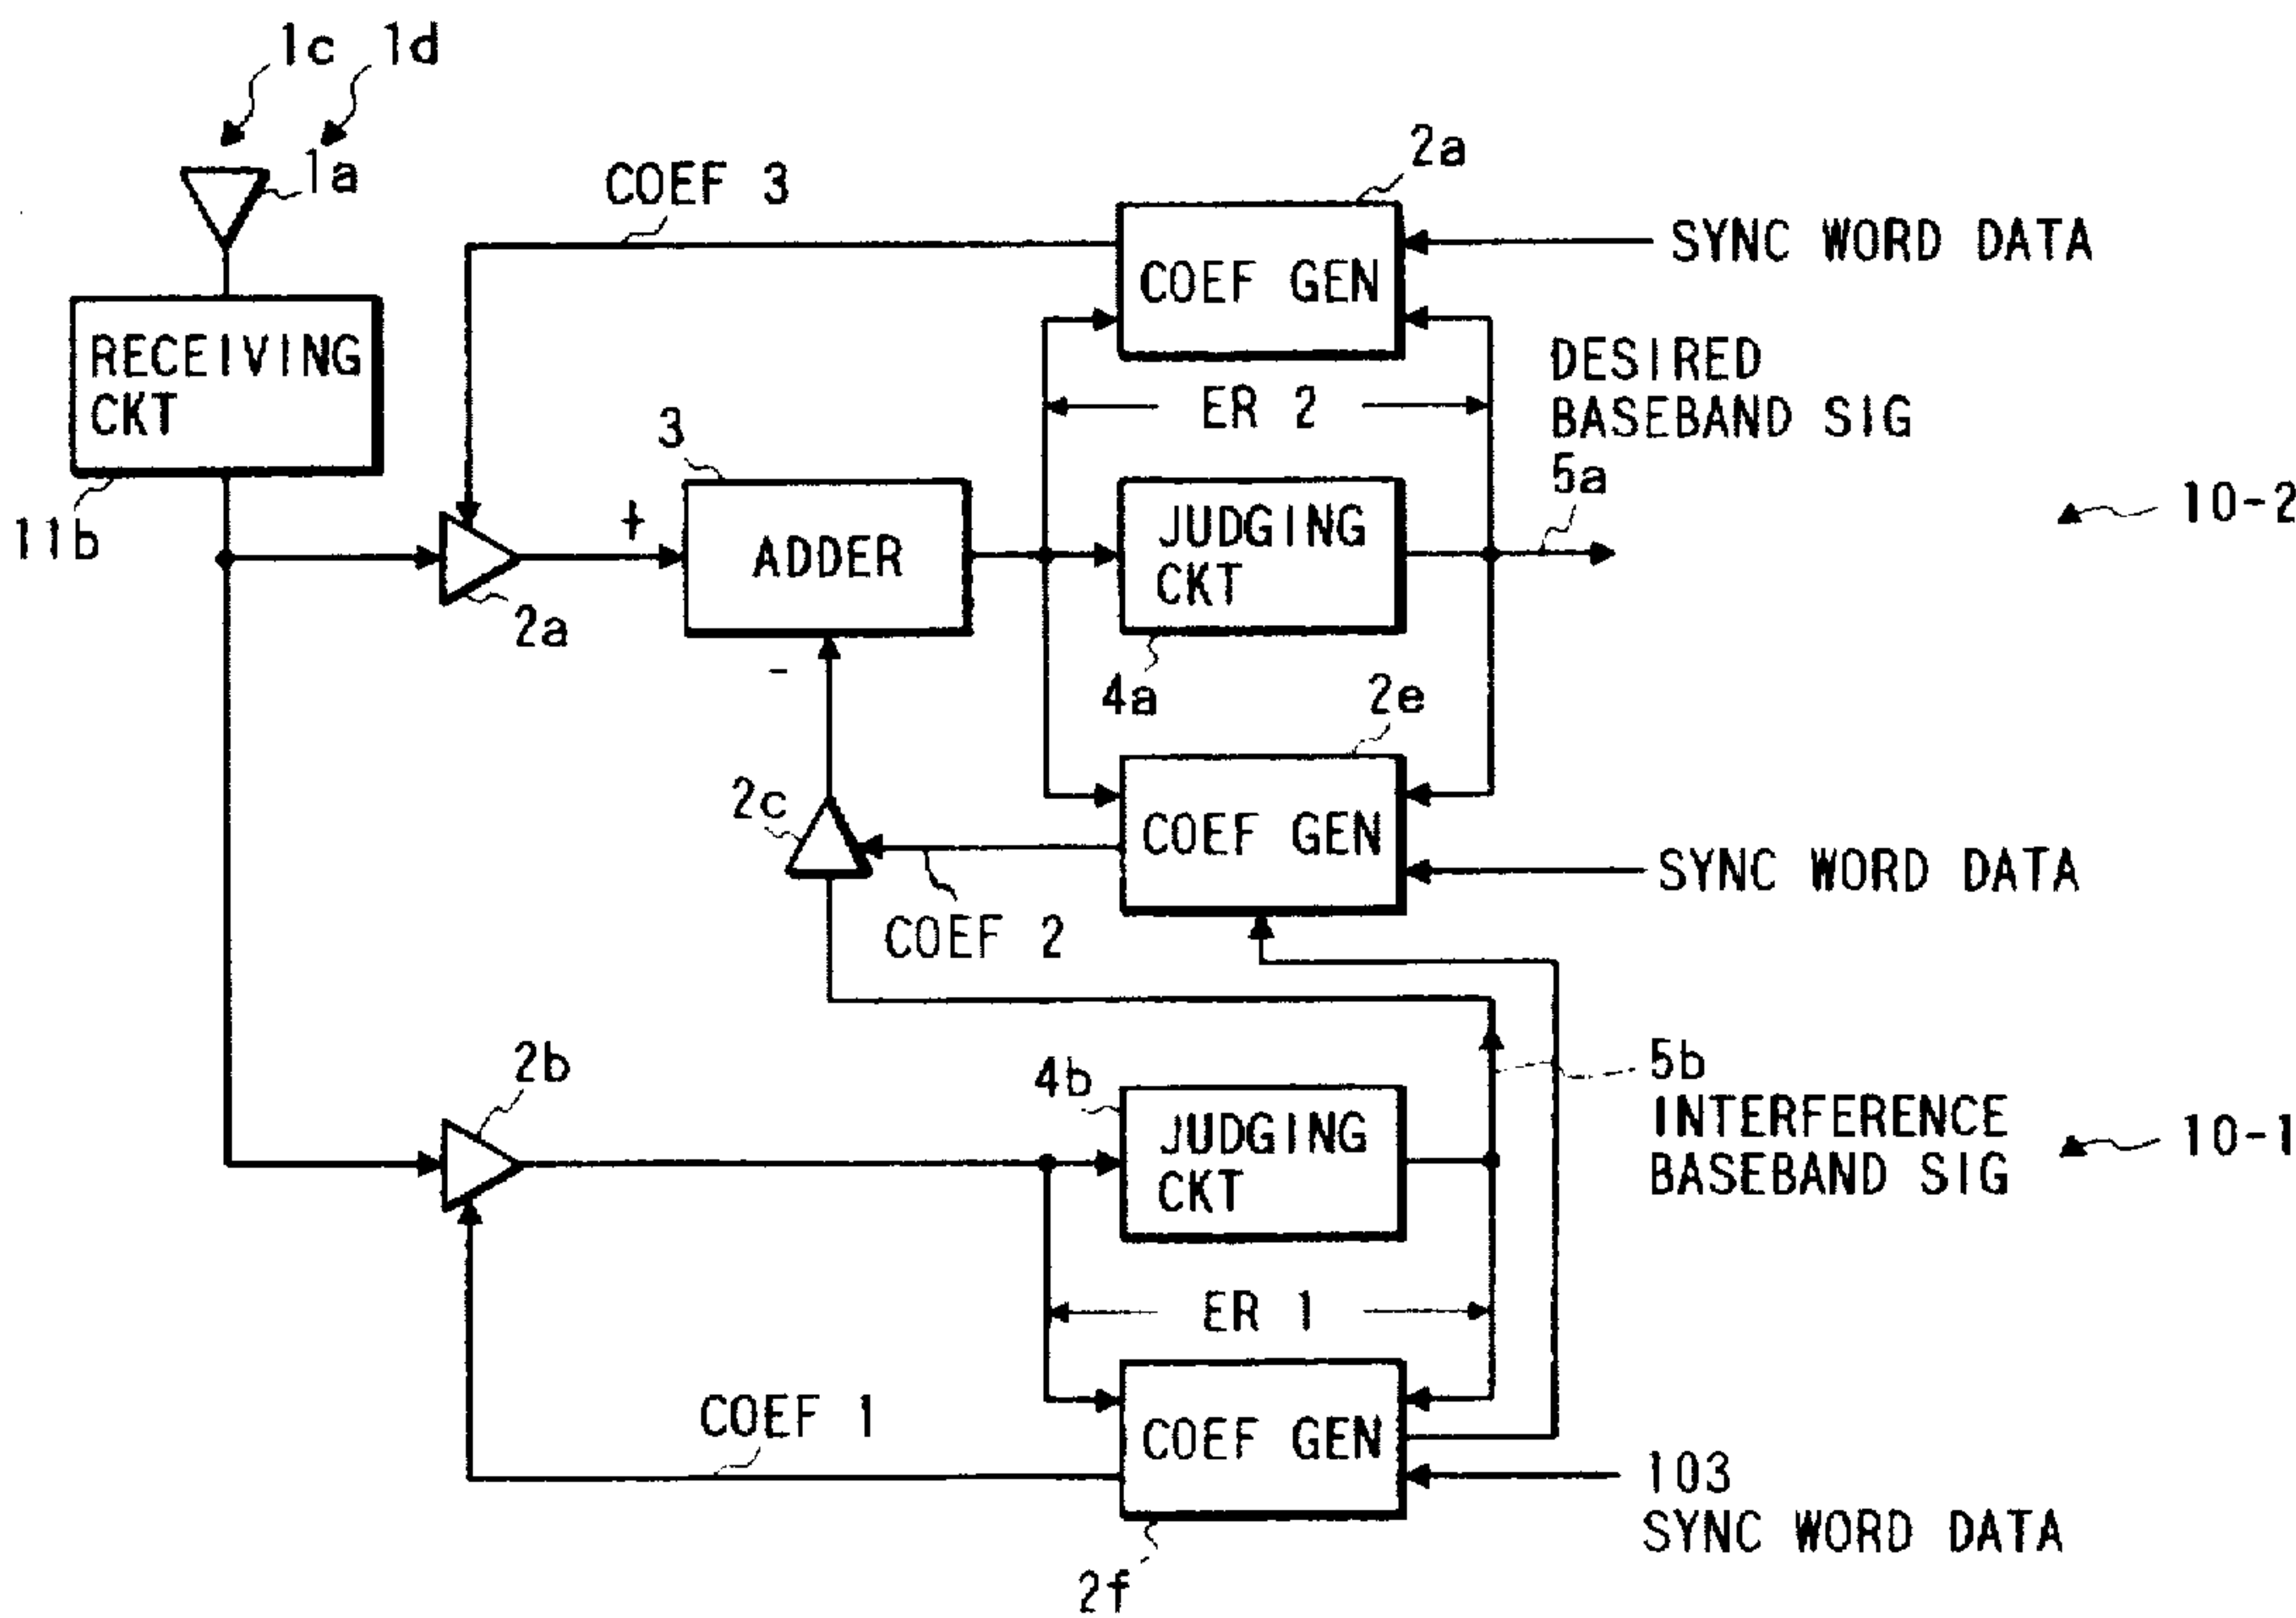 1c
1d
1a
2a
COEF 3
SYNC WORD DATA
COEF GEN
RECEIVING
CKT
DESIRED
BASEBAND SIG
ER 2
3
5a
10-2
11b
+
ADDER
JUDGING
CKT
2a
-
4a
2e
2c
COEF GEN
SYNC WORD DATA
COEF 2
2b
4b
5b
INTERFERENCE
BASEBAND SIG
10-1
JUDGING
CKT
ER 1
COEF 1
COEF GEN
103
SYNC WORD DATA
2f